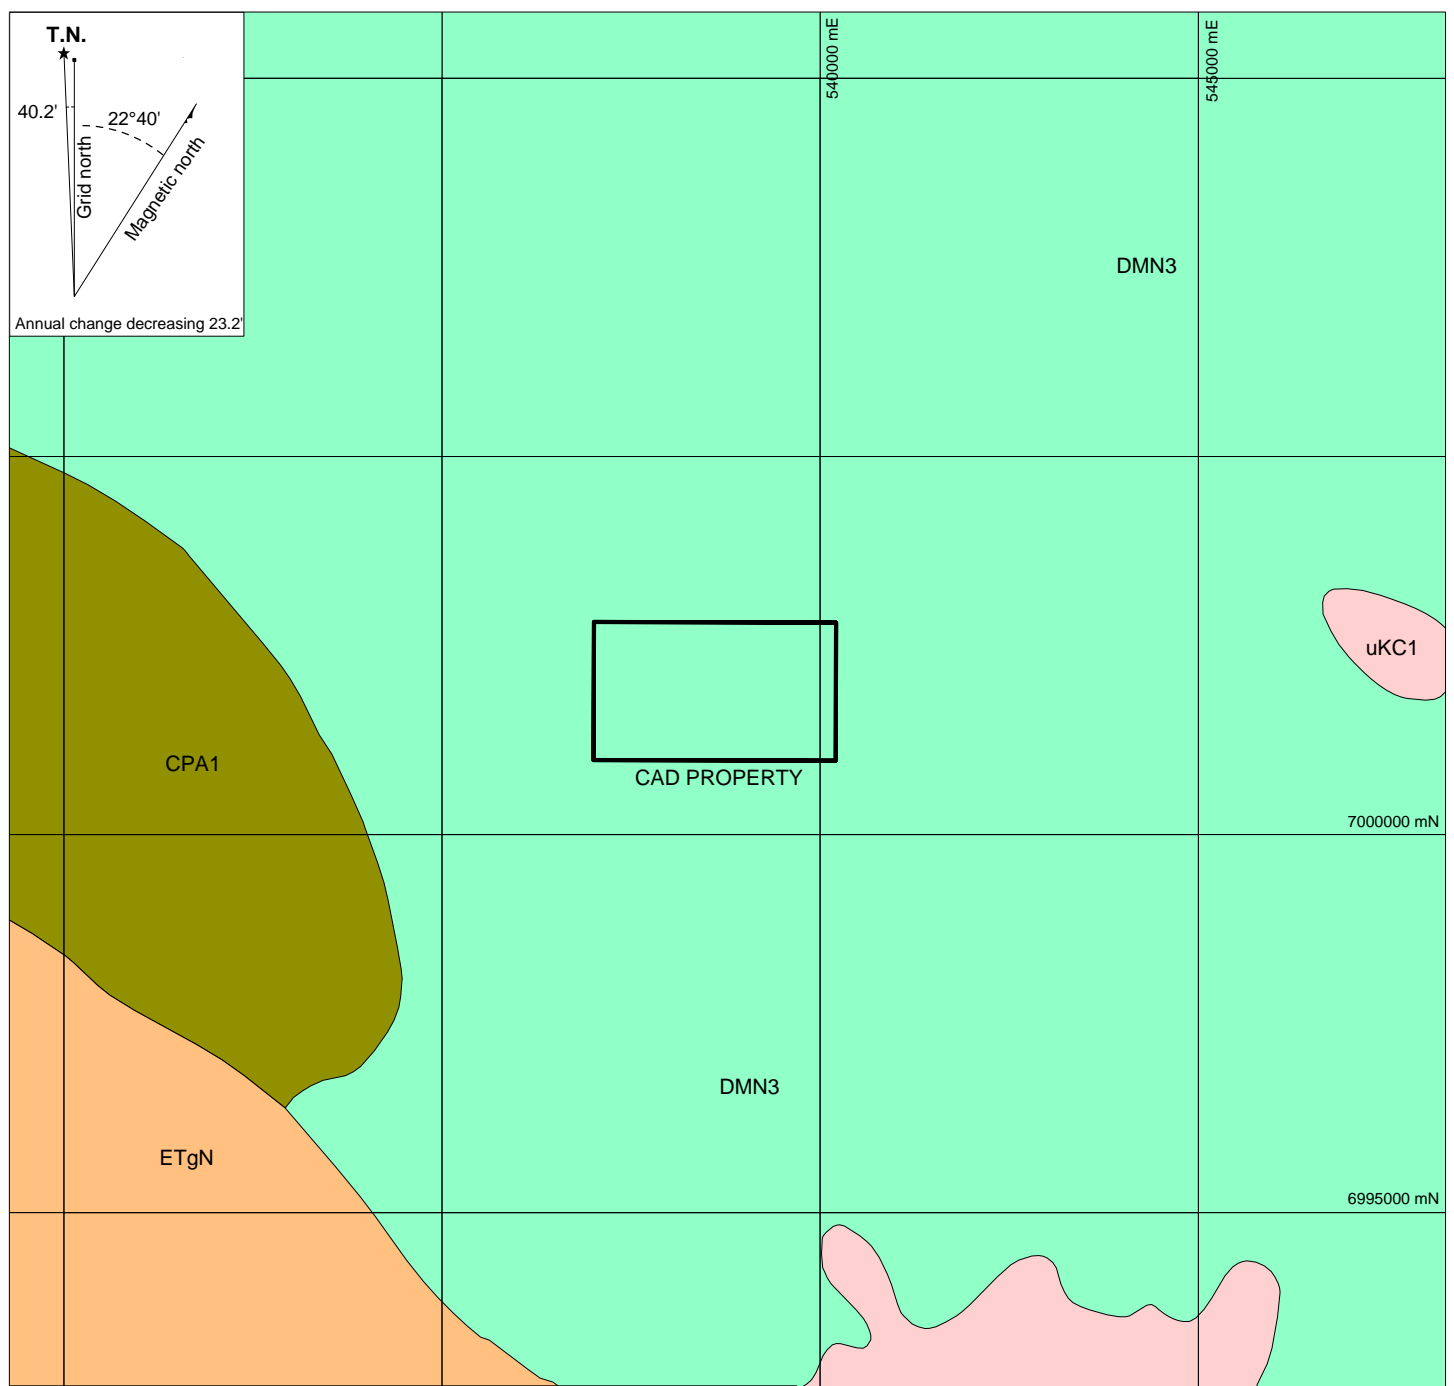 T.N.
40.2'
22°40'
Grid north
Magnetic north
Annual change decreasing 23.2'
540000 mE
545000 mE
DMN3
uKC1
CPA1
CAD PROPERTY
7000000 mN
DMN3
ETgN
6995000 mN